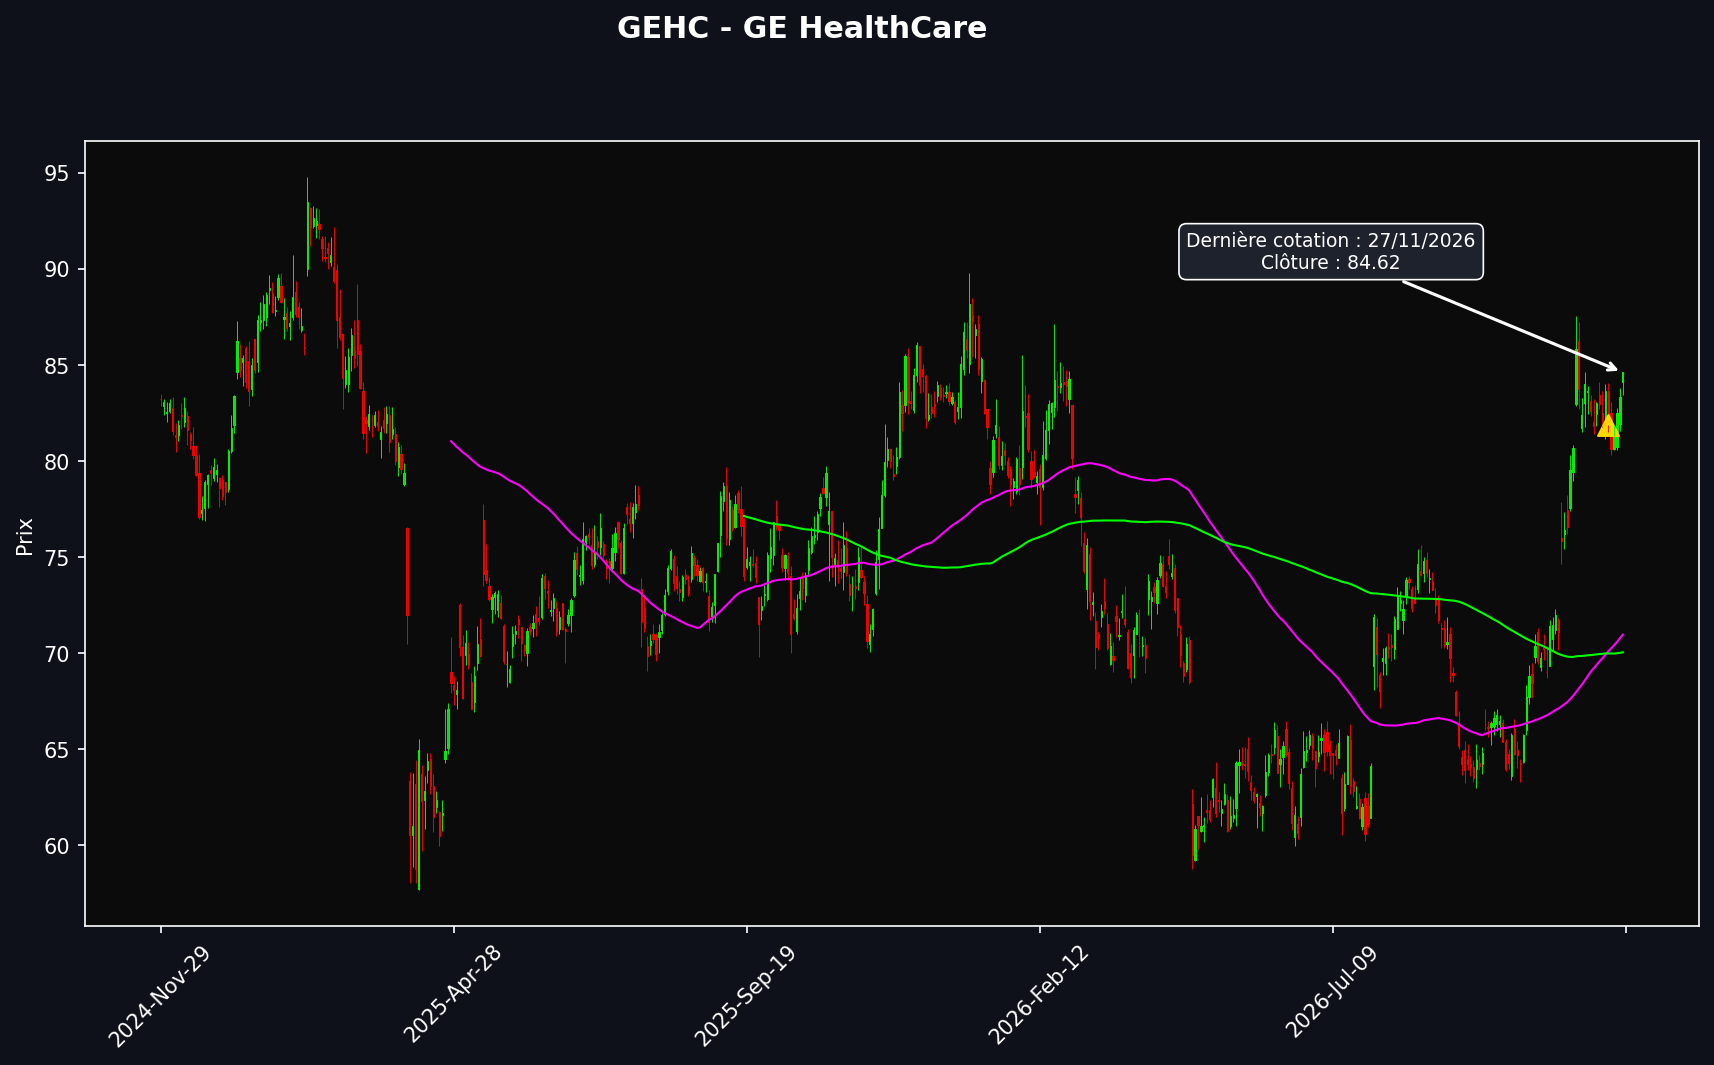 GEHC - GE HealthCare
Dernière cotation : 27/11/2026
Clôture : 84.62
Prix
95
90
85
80
75
70
65
60
2024-Nov-29
2025-Apr-28
2025-Sep-19
2026-Feb-12
2026-Jul-09